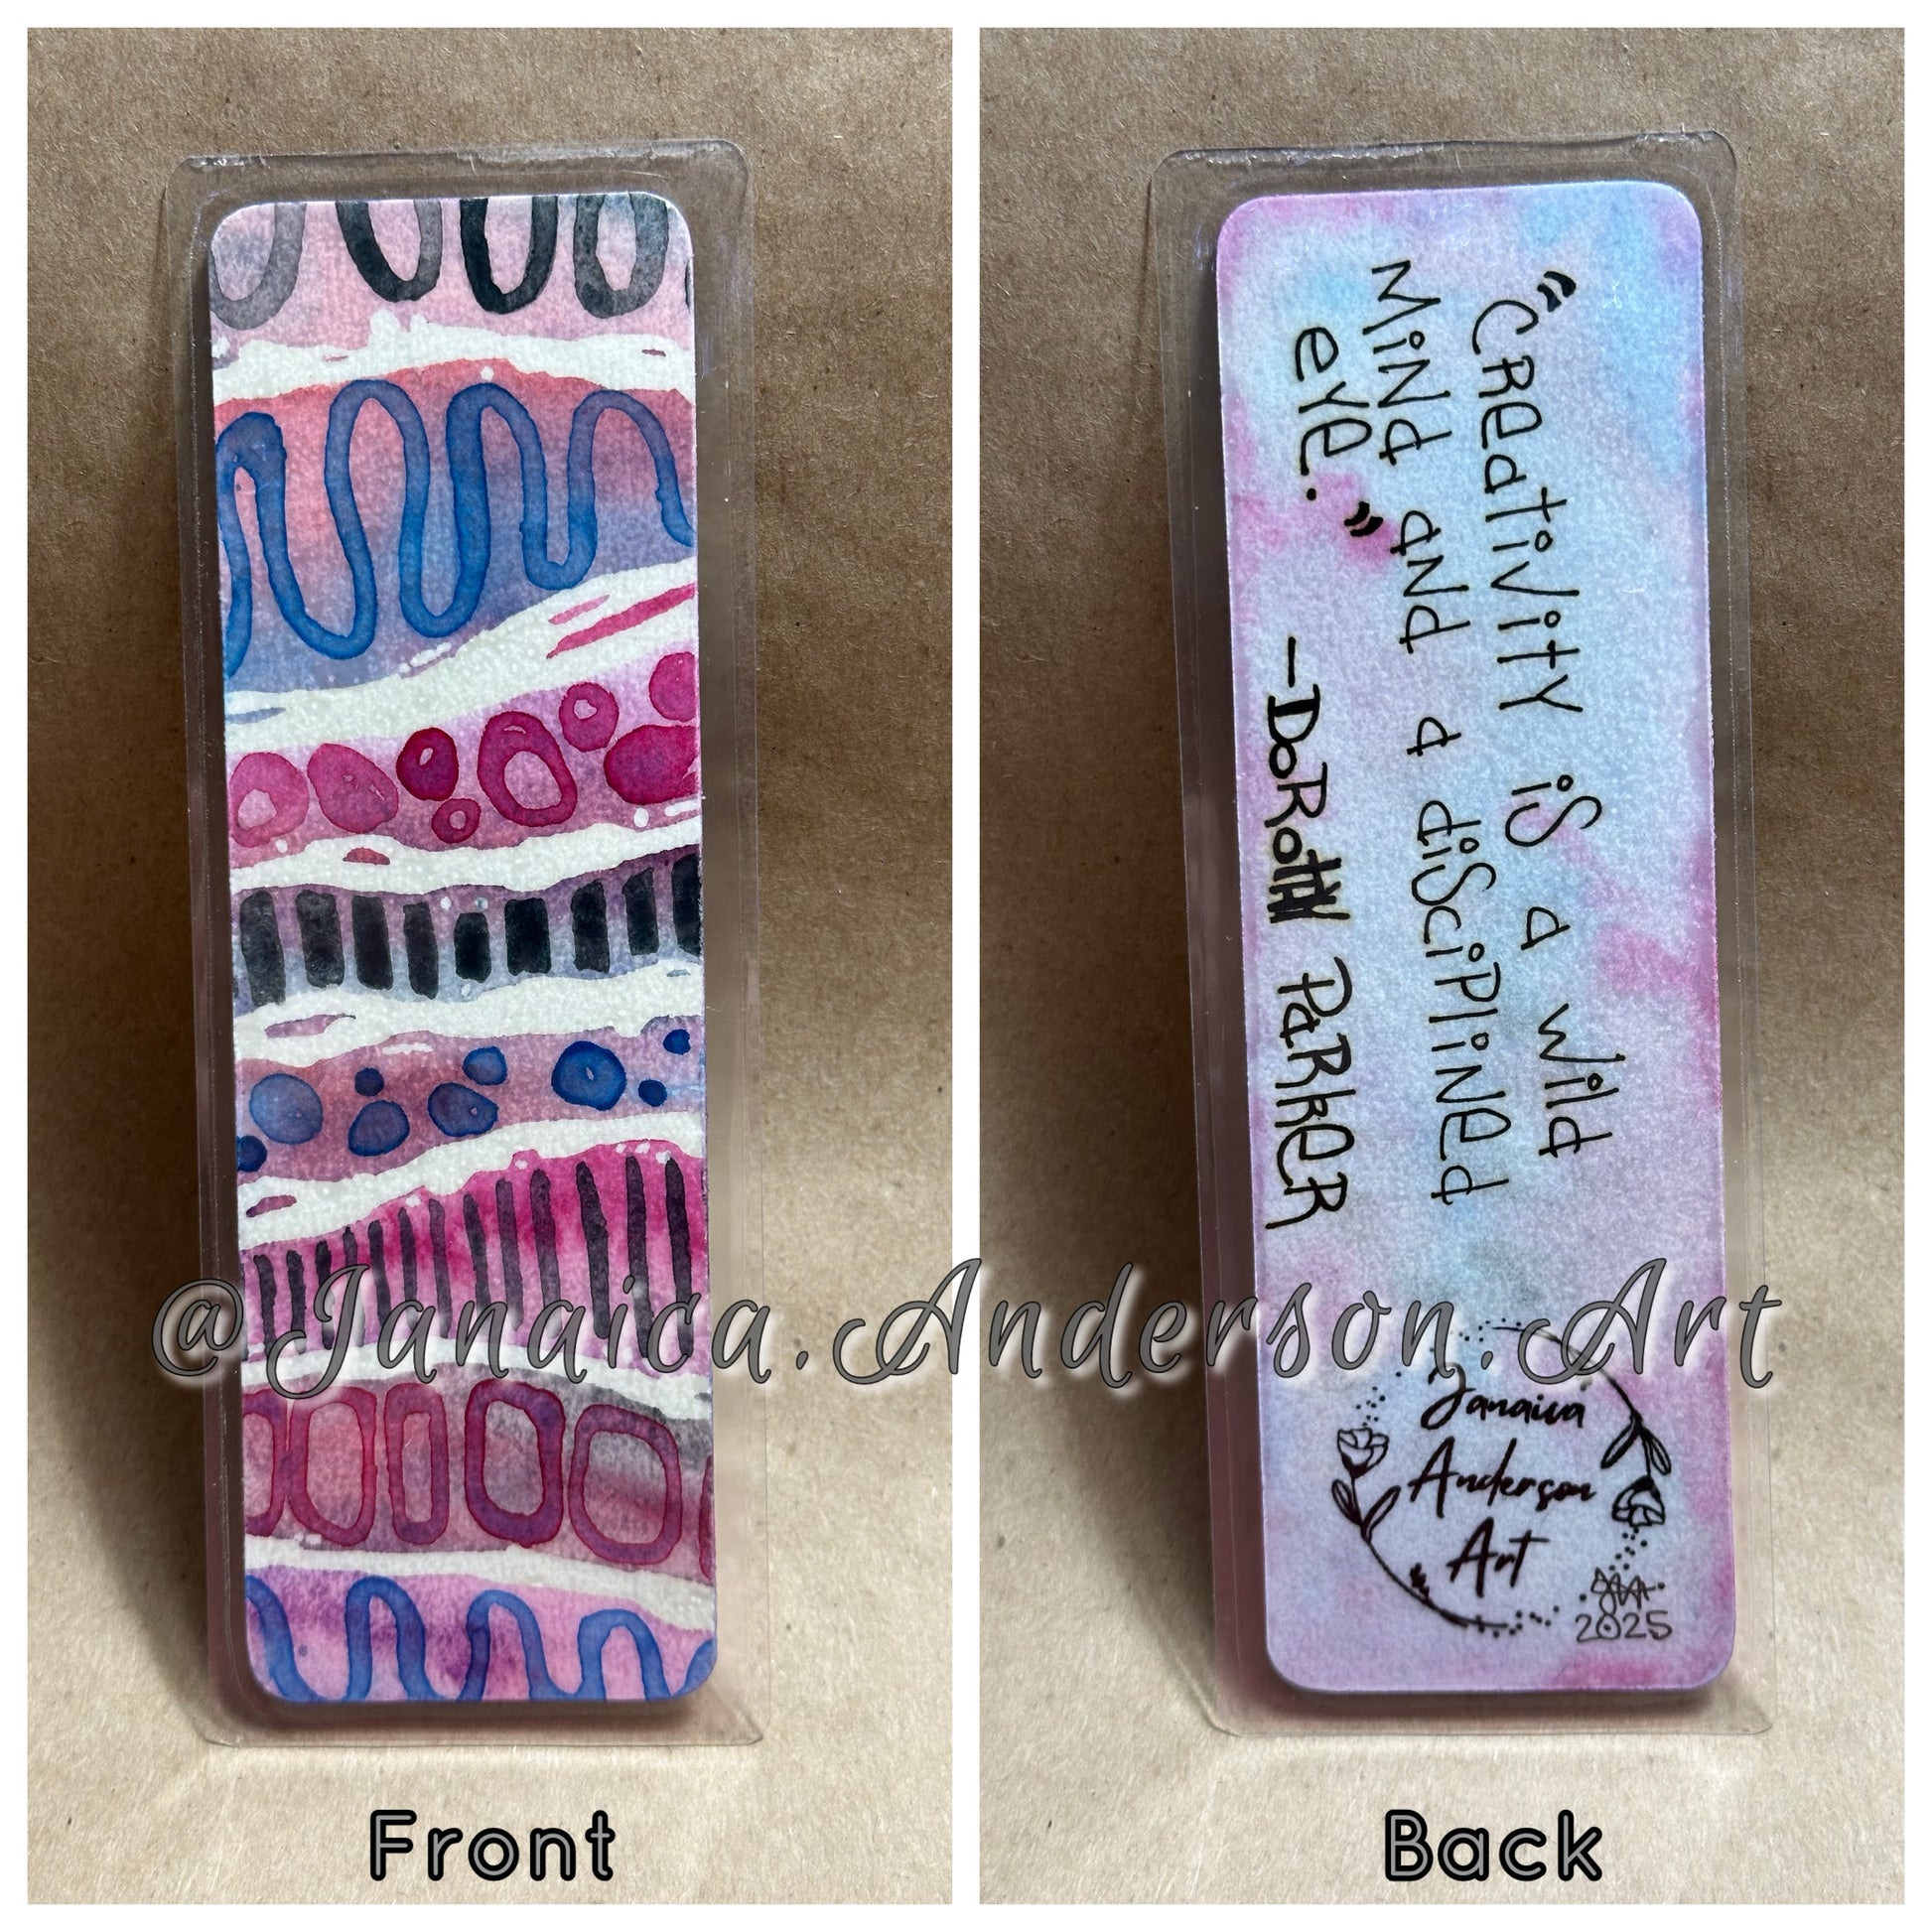 "Creativity is a wild
Mind and a disciplined
eye."
—Dorothy Parker
@Janaica.Anderson.Art
Janaica
Anderson
Art
2025
Front
Back